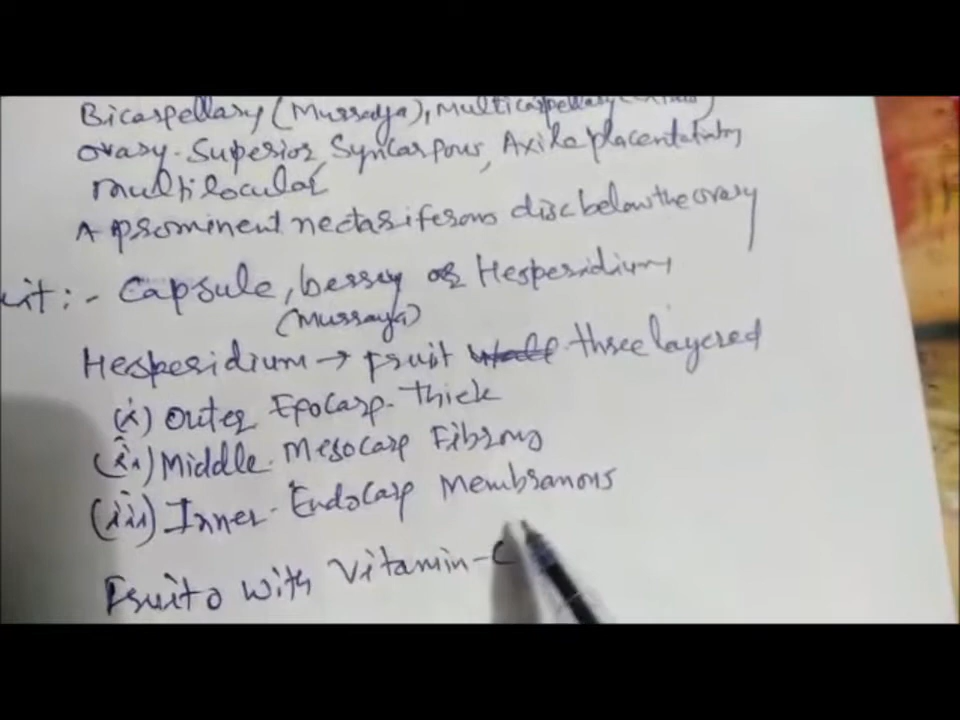 Bicarpellary (Murraya), Multicarpellary
Ovary - Superior, Syncarpous, Axile placentation,
multilocular
A prominent nectariferous disc below the ovary
uit :- Capsule, berry or Hesperidium,
(Murraya)
Hesperidium → Fruit three layered
(i) Outer Epocarp - Thick
(ii) Middle - Mesocarp Fibrous
(iii) Inner - Endocarp Membranous
Fruits with Vitamin-C